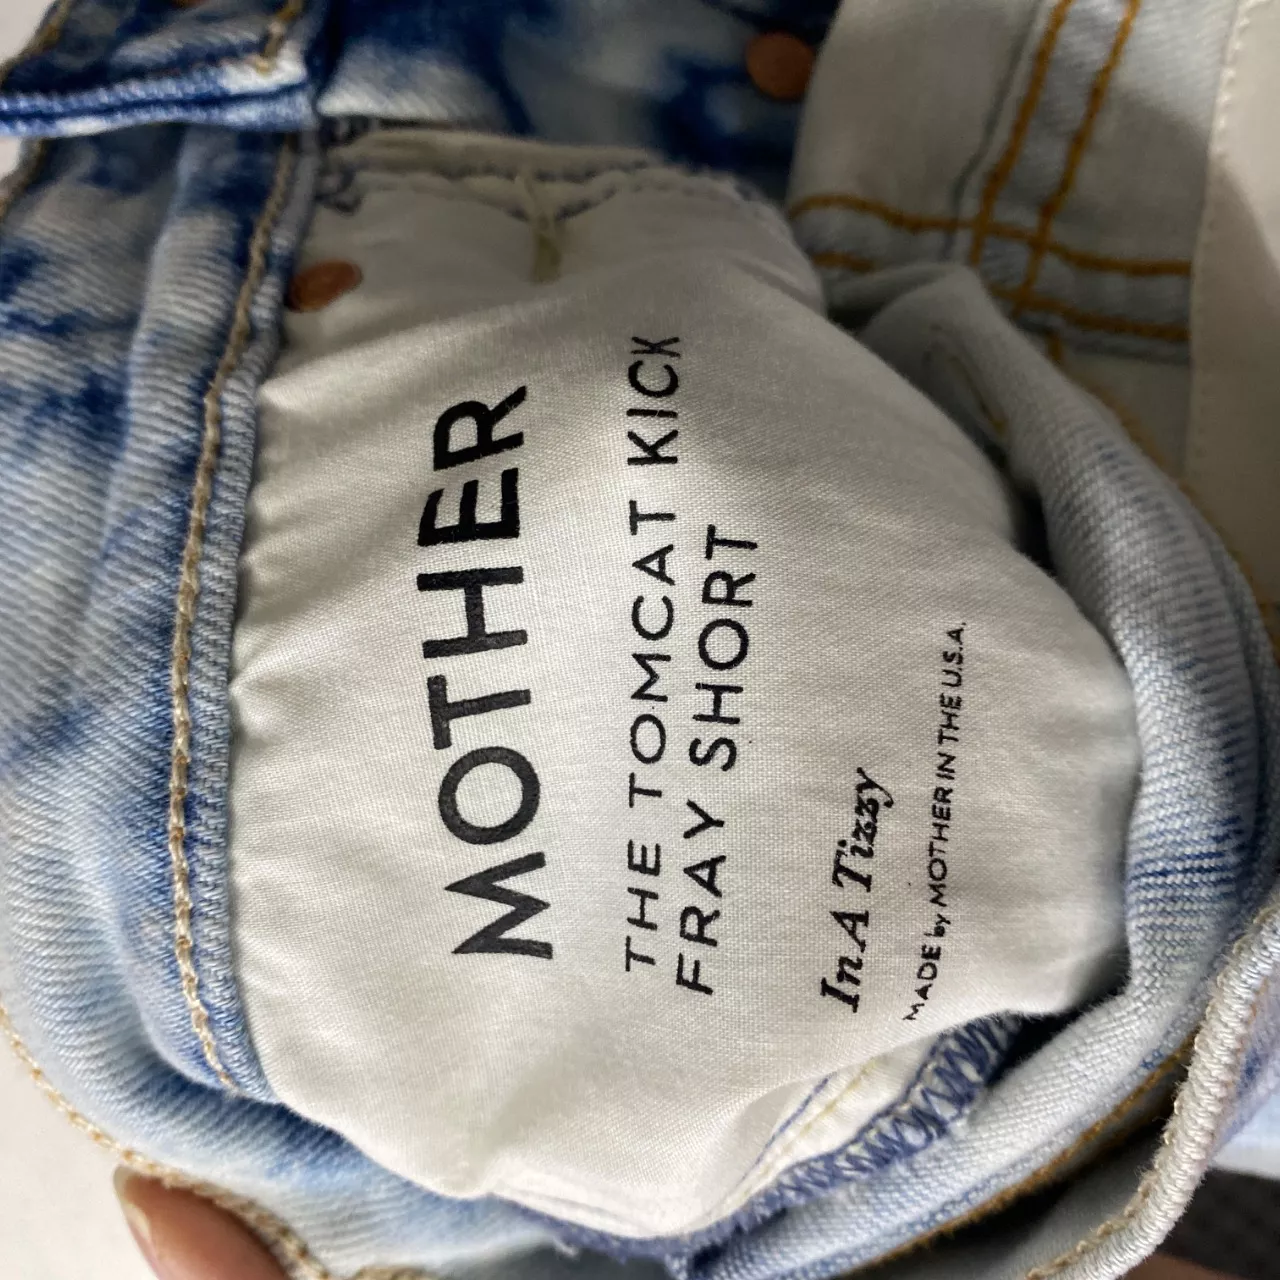 MOTHER
THE TOMCAT KICK
FRAY SHORT
In A Tizzy
MADE by MOTHER IN THE U.S.A.